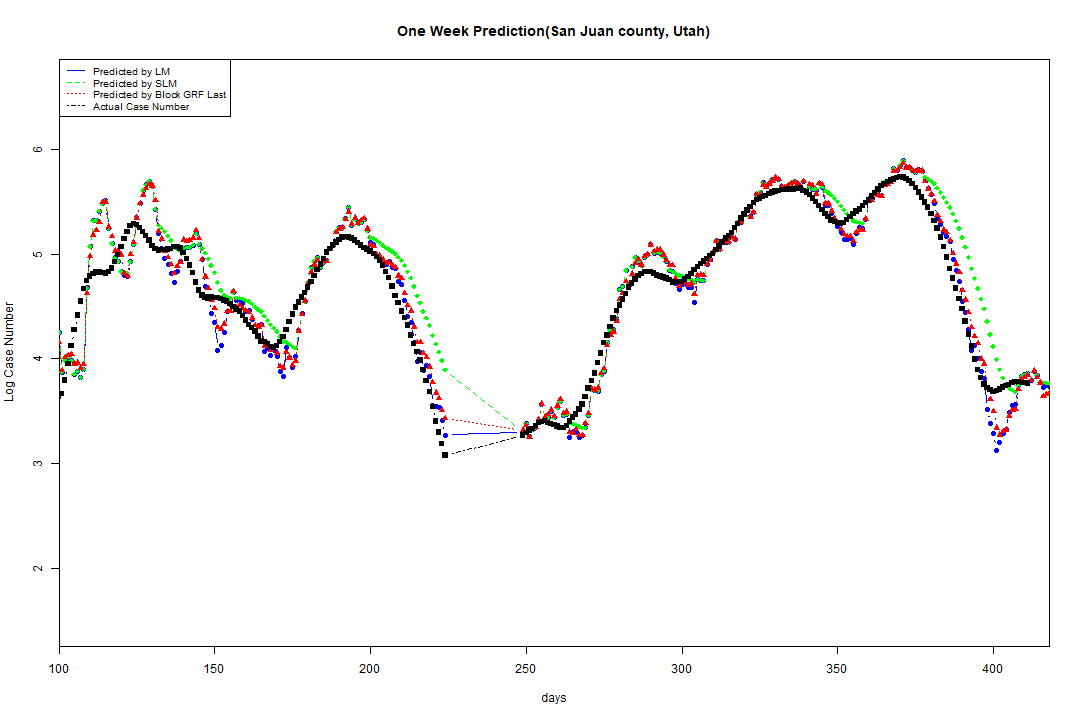 One Week Prediction(San Juan county, Utah)
Predicted by LM
Predicted by SLM
Predicted by Block GRF Last
Actual Case Number
6
5
4
3
2
Log Case Number
100 150 200 250 300 350 400
days